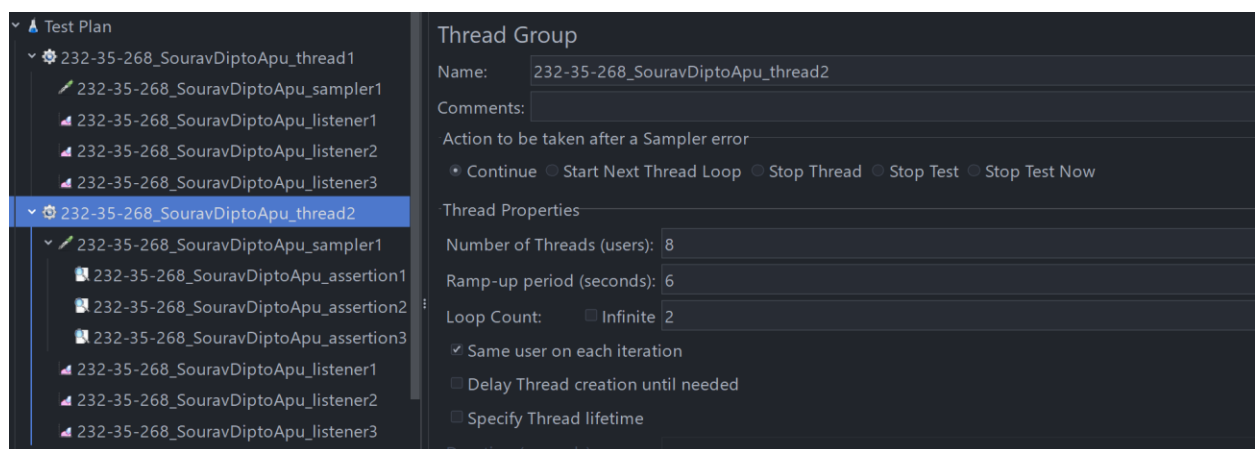 Test Plan
232-35-268_SouravDiptoApu_thread1
232-35-268_SouravDiptoApu_sampler1
232-35-268_SouravDiptoApu_listener1
232-35-268_SouravDiptoApu_listener2
232-35-268_SouravDiptoApu_listener3
232-35-268_SouravDiptoApu_thread2
232-35-268_SouravDiptoApu_sampler1
232-35-268_SouravDiptoApu_assertion1
232-35-268_SouravDiptoApu_assertion2
232-35-268_SouravDiptoApu_assertion3
232-35-268_SouravDiptoApu_listener1
232-35-268_SouravDiptoApu_listener2
232-35-268_SouravDiptoApu_listener3
Thread Group
Name: 232-35-268_SouravDiptoApu_thread2
Comments:
Action to be taken after a Sampler error
Continue Start Next Thread Loop Stop Thread Stop Test Stop Test Now
Thread Properties
Number of Threads (users): 8
Ramp-up period (seconds): 6
Loop Count: Infinite 2
Same user on each iteration
Delay Thread creation until needed
Specify Thread lifetime